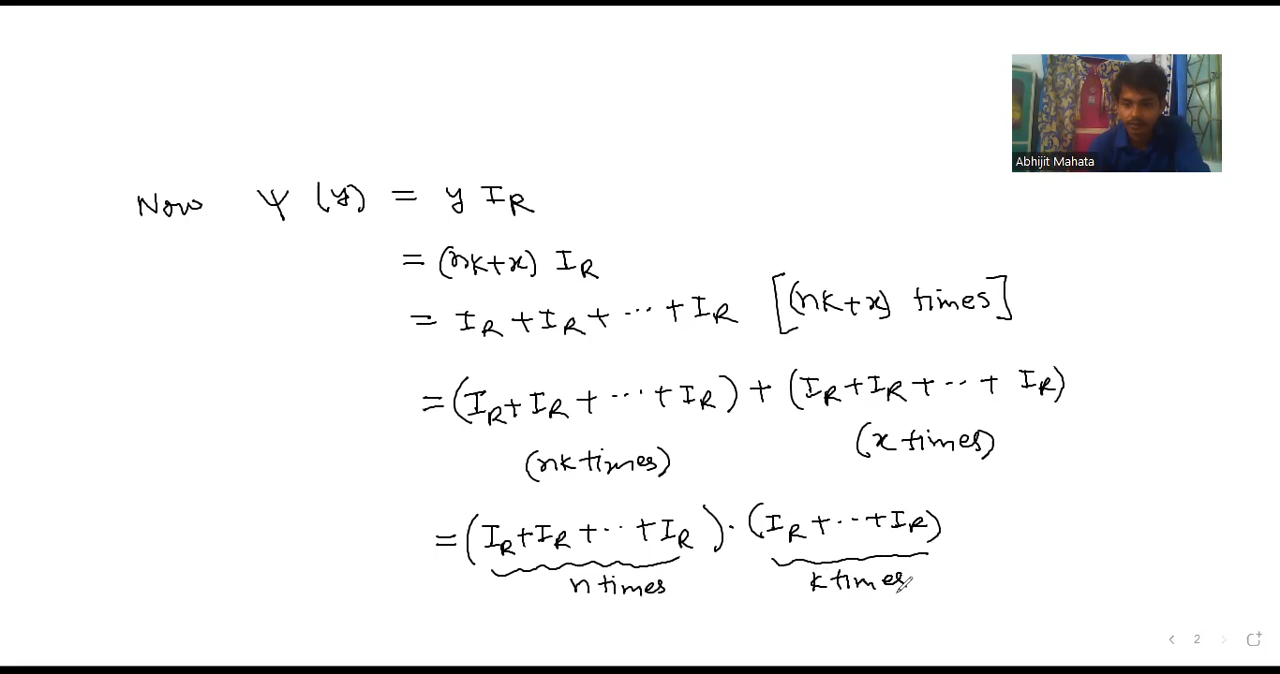 Abhijit Mahata
Now ψ (y) = y I_R
= (nk+x) I_R
= I_R + I_R + ... + I_R [(nk+x) times]
= (I_R + I_R + ... + I_R) + (I_R + I_R + ... + I_R)
(nk times) (x times)
= (I_R + I_R + ... + I_R) · (I_R + ... + I_R)
n times k times
2